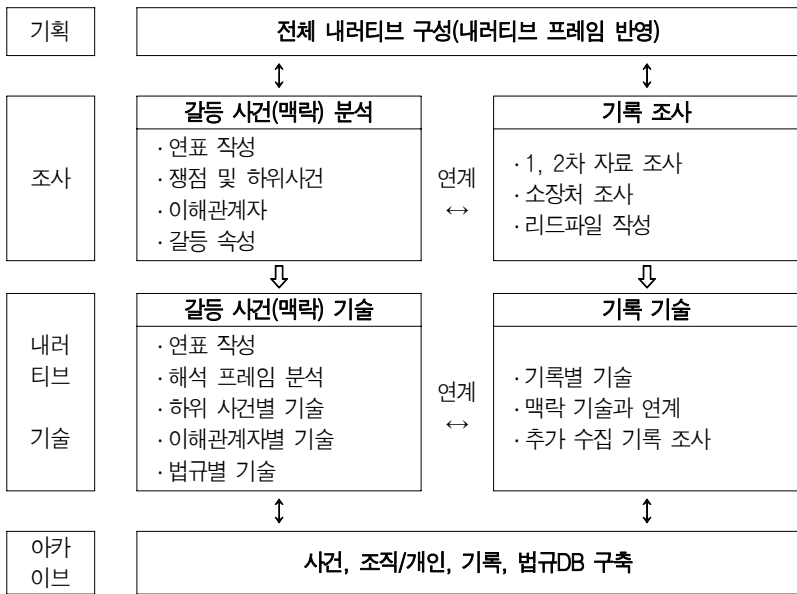 기획
전체 내러티브 구성(내러티브 프레임 반영)
↕ ↕
조사
갈등 사건(맥락) 분석
· 연표 작성
· 쟁점 및 하위사건
· 이해관계자
· 갈등 속성
연계
↔
기록 조사
· 1, 2차 자료 조사
· 소장처 조사
· 리드파일 작성
⇩ ⇩
내러
티브
기술
갈등 사건(맥락) 기술
· 연표 작성
· 해석 프레임 분석
· 하위 사건별 기술
· 이해관계자별 기술
· 법규별 기술
연계
↔
기록 기술
· 기록별 기술
· 맥락 기술과 연계
· 추가 수집 기록 조사
↕ ↕
아카
이브
사건, 조직/개인, 기록, 법규DB 구축